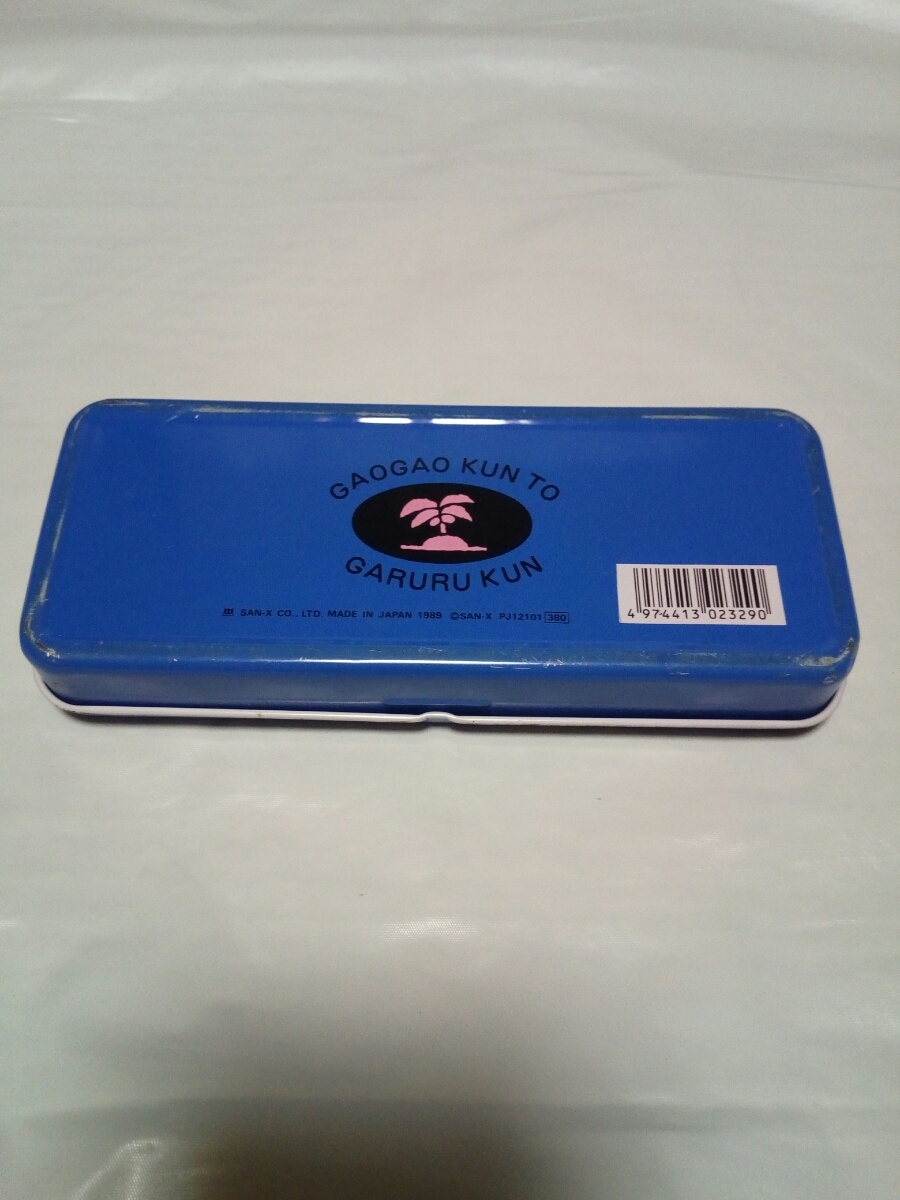 GAOGAO KUN TO
GARURU KUN
SAN-X CO., LTD. MADE IN JAPAN 1989 ©SAN-X PJ12101 380
4 974413 023290